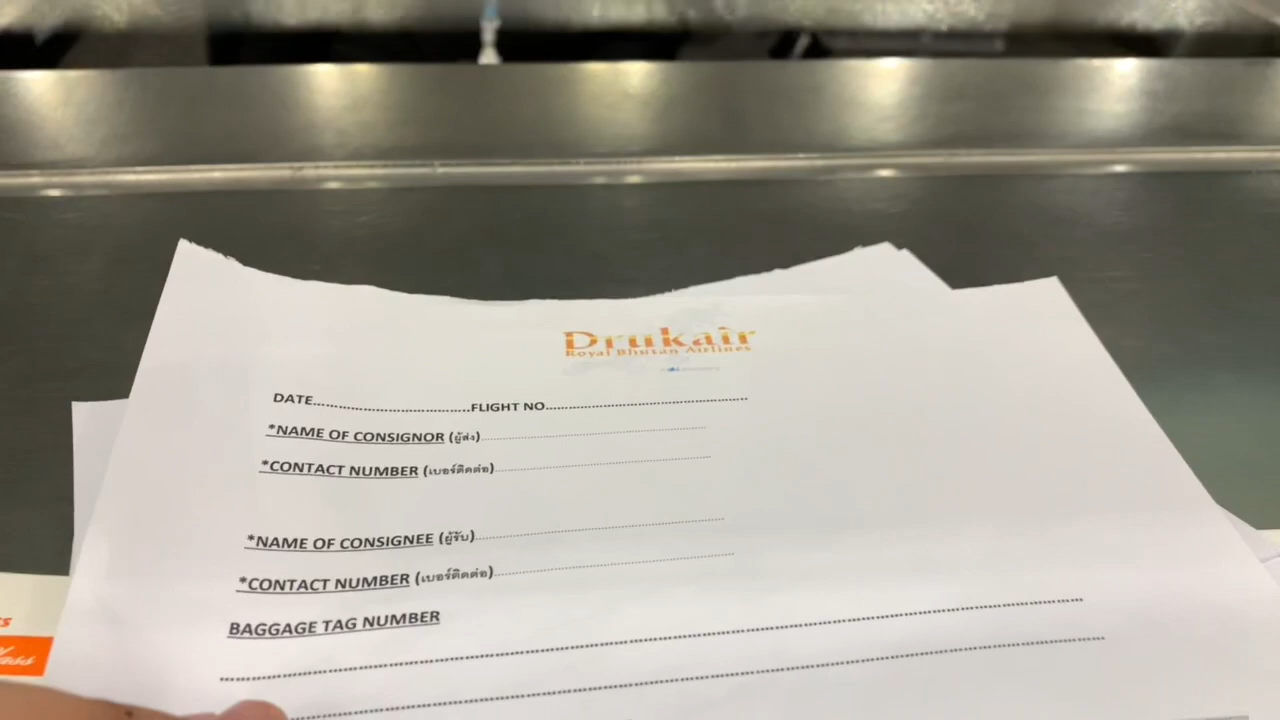 Drukair
Royal Bhutan Airlines
DATE.................................FLIGHT NO.............................................
*NAME OF CONSIGNOR (ผู้ส่ง)............................................................
*CONTACT NUMBER (เบอร์ติดต่อ)............................................................
*NAME OF CONSIGNEE (ผู้รับ)............................................................
*CONTACT NUMBER (เบอร์ติดต่อ)............................................................
BAGGAGE TAG NUMBER